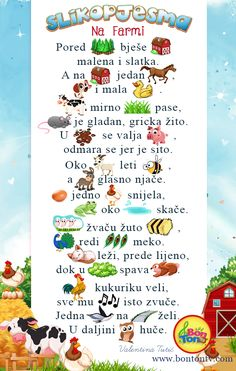 SLIKOPJESMA
Na Farmi
Pored bješe
malena i slatka.
A na jedan
i mala ,
, mirno pase,
je gladan, gricka žito.
U se valja ,
odmara se jer je sito.
Oko leti ,
a glasno njače.
jedno snijela,
, oko skače.
žvaču žuto
redi meko.
leži, prede lijeno,
dok u spava
kukuriku veli,
sve mu isto zvuče.
Jedna na želi.
U daljini huče.
BonTon
Valentina Tutić
www.bontontv.com